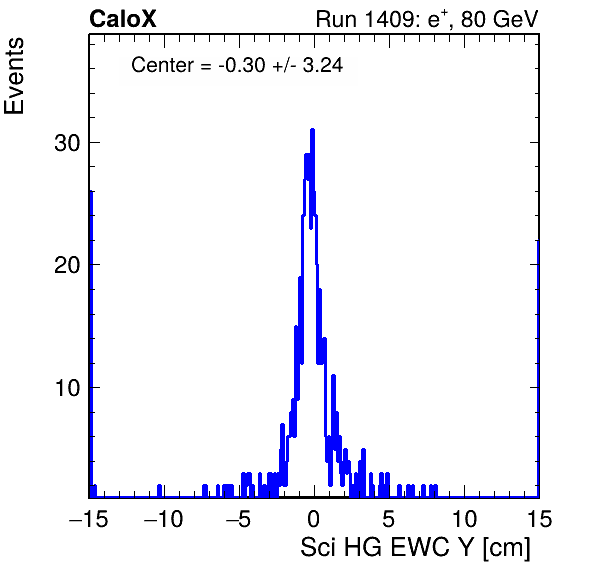 CaloX Run 1409: e⁺, 80 GeV
Center = -0.30 +/- 3.24
Events
30
20
10
−15 −10 −5 0 5 10 15
Sci HG EWC Y [cm]